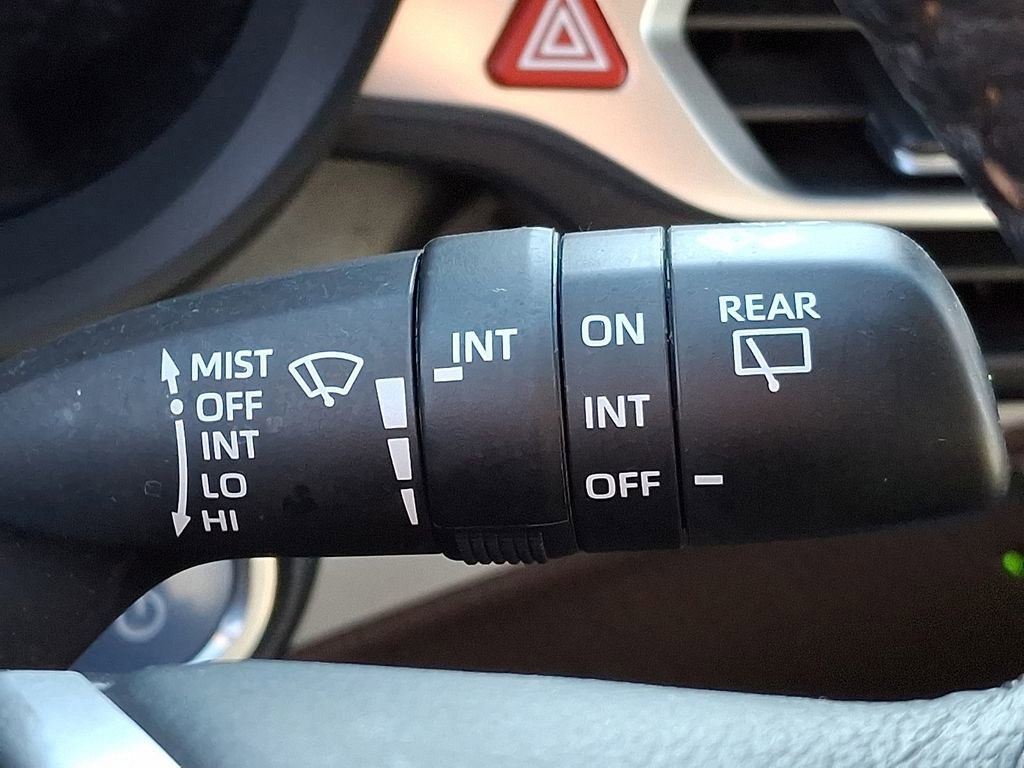 MIST
OFF
INT
LO
HI
INT
ON
INT
OFF
REAR